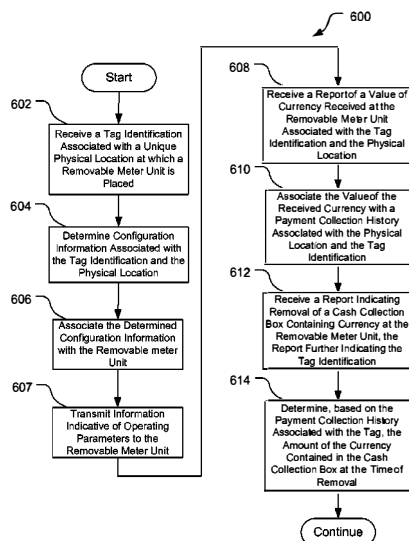 600
Start
602
Receive a Tag Identification
Associated with a Unique
Physical Location at which a
Removable Meter Unit is
Placed
604
Determine Configuration
Information Associated with
the Tag Identification and the
Physical Location
606
Associate the Determined
Configuration Information
with the Removable meter
Unit
607
Transmit Information
Indicative of Operating
Parameters to the
Removable Meter Unit
608
Receive a Report of a Value of
Currency Received at the
Removable Meter Unit
Associated with the Tag
Identification and the Physical
Location
610
Associate the Value of the
Received Currency with a
Payment Collection History
Associated with the Physical
Location and the Tag
Identification
612
Receive a Report Indicating
Removal of a Cash Collection
Box Containing Currency at the
Removable Meter Unit, the
Report Further Indicating the
Tag Identification
614
Determine, based on the
Payment Collection History
Associated with the Tag, the
Amount of the Currency
Contained in the Cash
Collection Box at the Time of
Removal
Continue